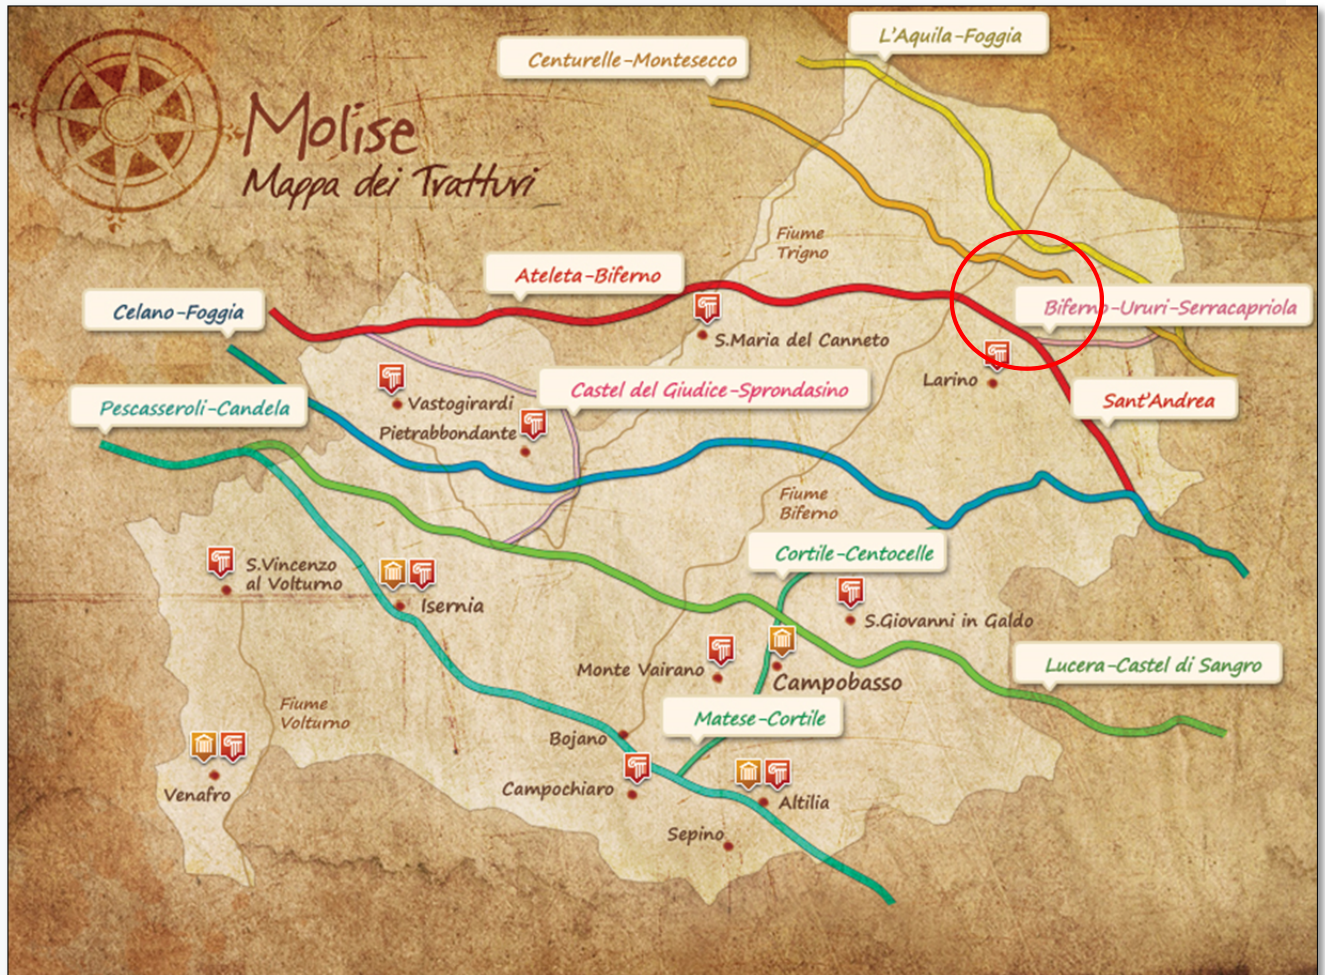 L'Aquila-Foggia
Centurelle-Montesecco
Molise
Mappa dei Tratturi
Fiume
Trigno
Ateleta-Biferno
Celano-Foggia
Biferno-Ururi-Serracapriola
S.Maria del Canneto
Larino
Castel del Giudice-Sprondasino
Vastogirardi
Sant'Andrea
Pescasseroli-Candela
Pietrabbondante
Fiume
Biferno
Cortile-Centocelle
S.Vincenzo
al Volturno
Isernia
S.Giovanni in Galdo
Monte Vairano
Campobasso
Lucera-Castel di Sangro
Fiume
Volturno
Matese-Cortile
Bojano
Venafro
Campochiaro
Altilia
Sepino